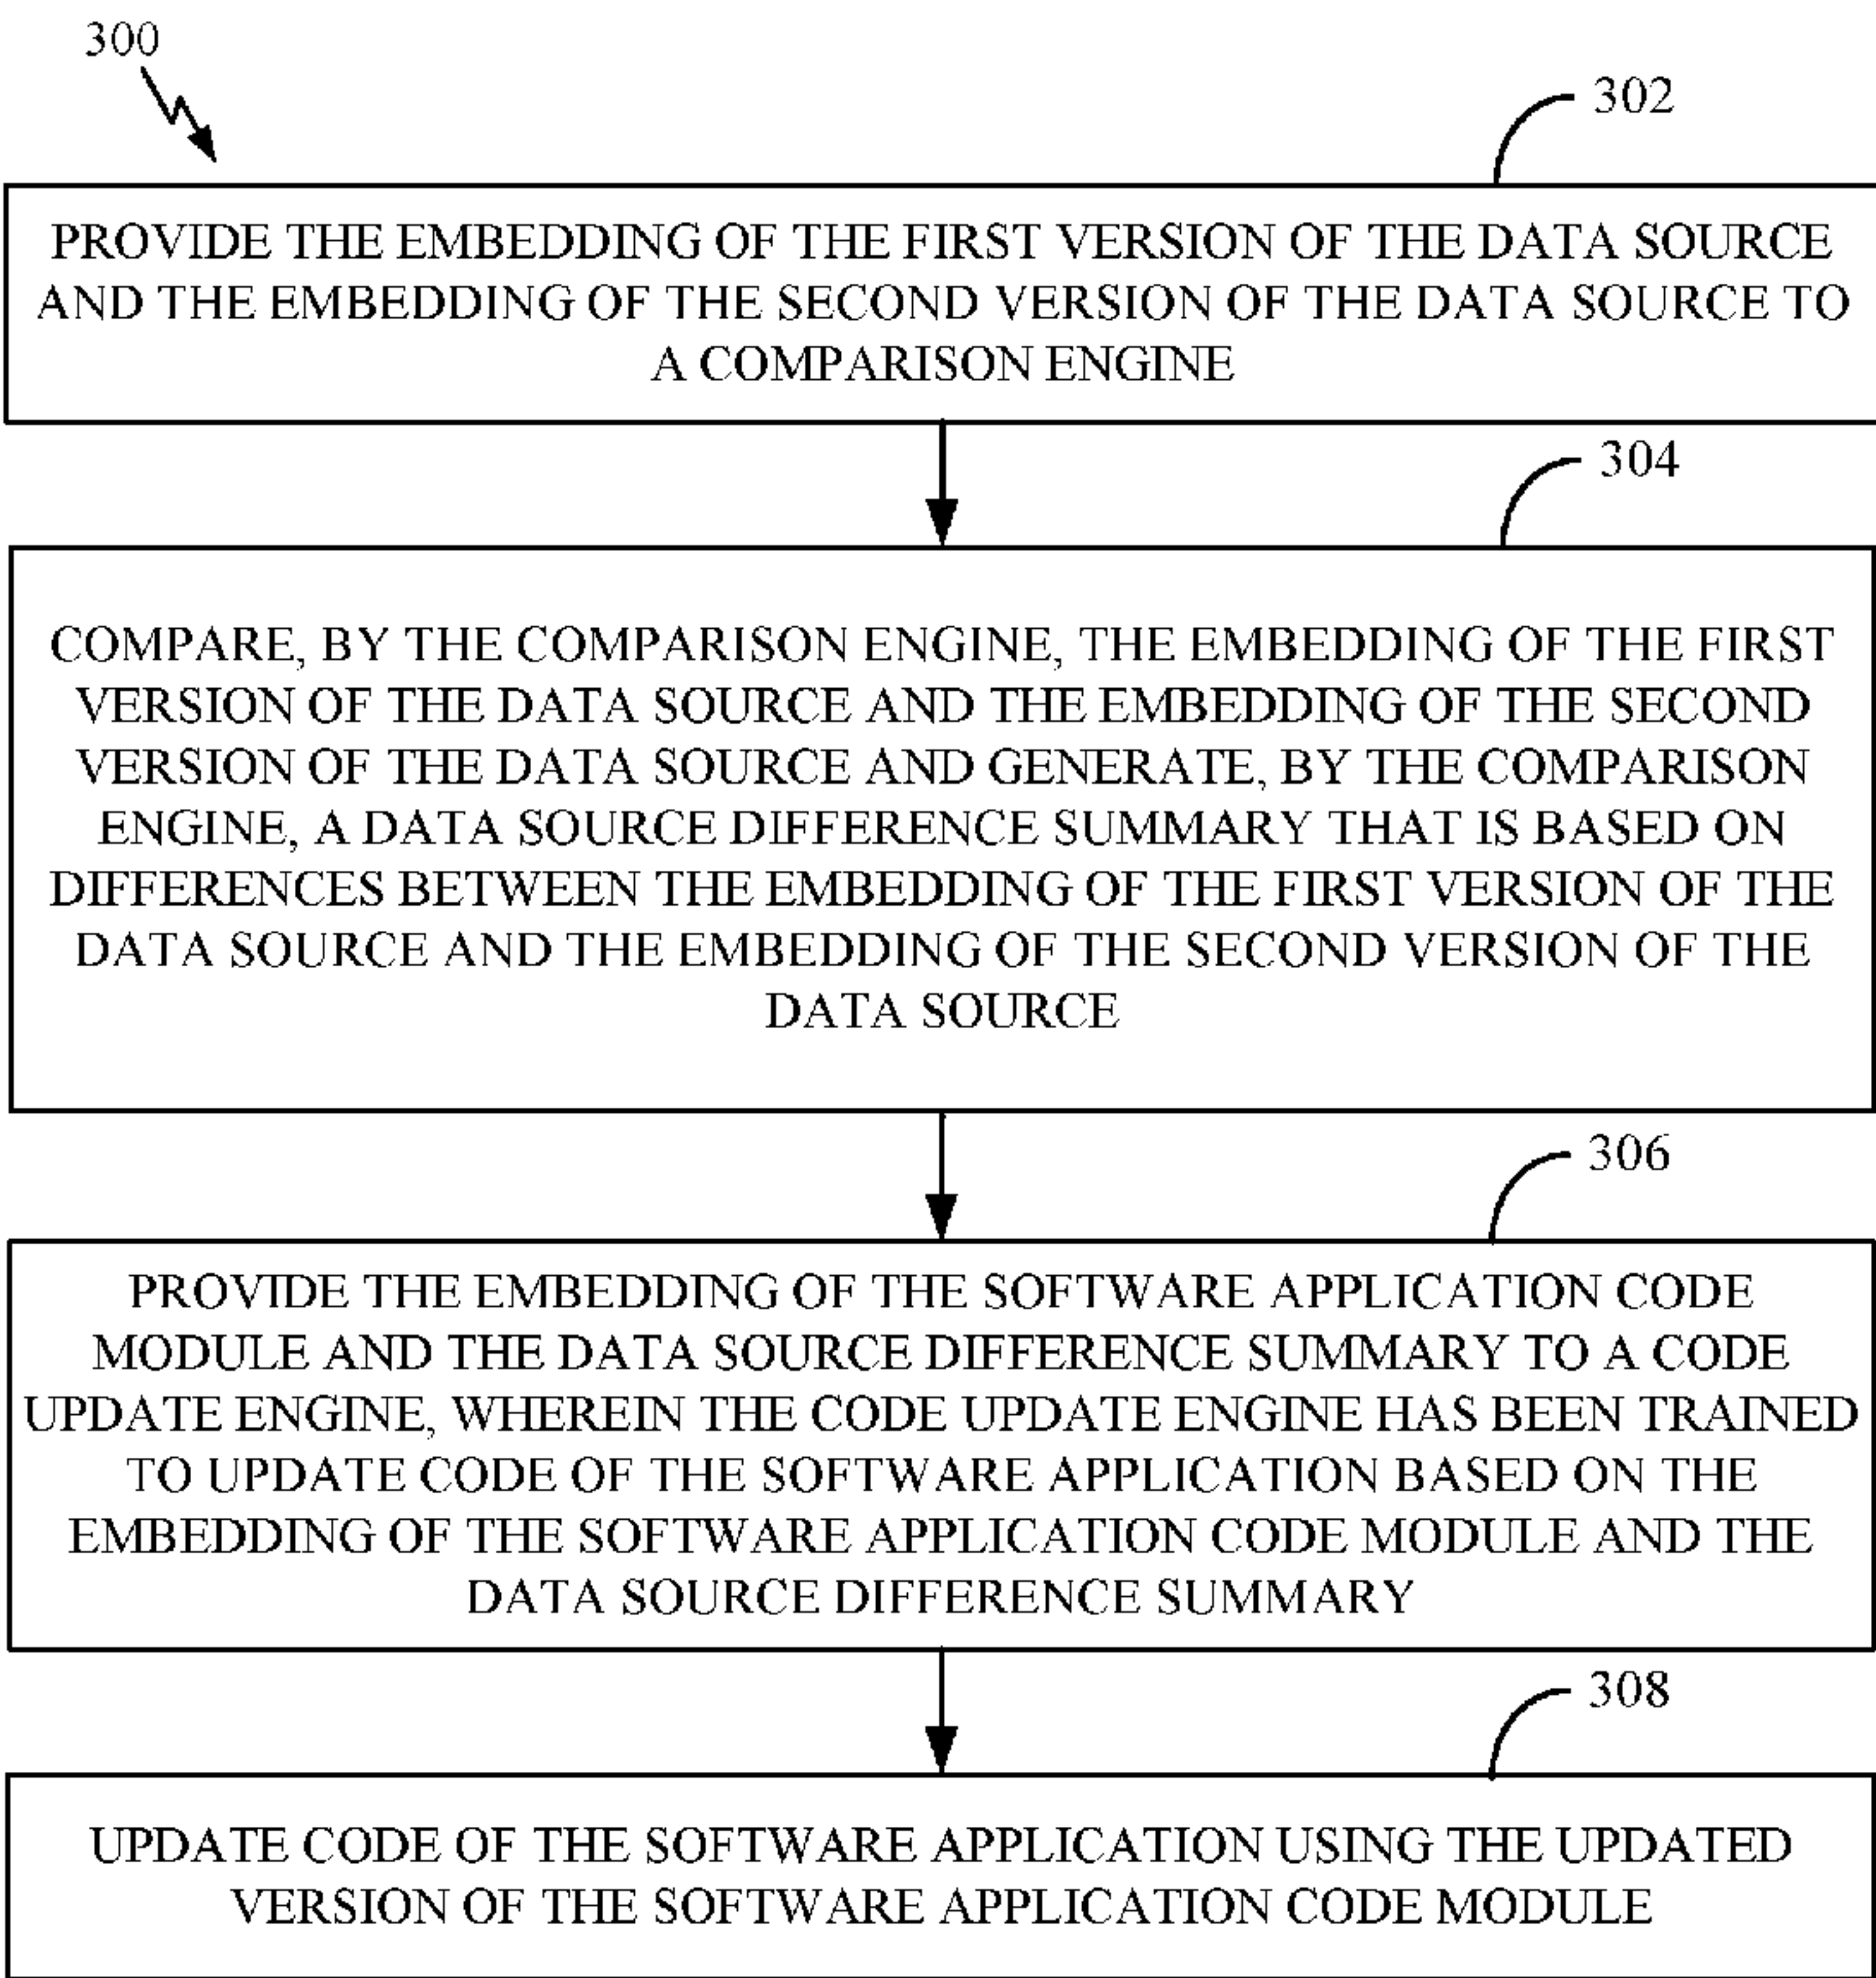 300
302
PROVIDE THE EMBEDDING OF THE FIRST VERSION OF THE DATA SOURCE
AND THE EMBEDDING OF THE SECOND VERSION OF THE DATA SOURCE TO
A COMPARISON ENGINE
304
COMPARE, BY THE COMPARISON ENGINE, THE EMBEDDING OF THE FIRST
VERSION OF THE DATA SOURCE AND THE EMBEDDING OF THE SECOND
VERSION OF THE DATA SOURCE AND GENERATE, BY THE COMPARISON
ENGINE, A DATA SOURCE DIFFERENCE SUMMARY THAT IS BASED ON
DIFFERENCES BETWEEN THE EMBEDDING OF THE FIRST VERSION OF THE
DATA SOURCE AND THE EMBEDDING OF THE SECOND VERSION OF THE
DATA SOURCE
306
PROVIDE THE EMBEDDING OF THE SOFTWARE APPLICATION CODE
MODULE AND THE DATA SOURCE DIFFERENCE SUMMARY TO A CODE
UPDATE ENGINE, WHEREIN THE CODE UPDATE ENGINE HAS BEEN TRAINED
TO UPDATE CODE OF THE SOFTWARE APPLICATION BASED ON THE
EMBEDDING OF THE SOFTWARE APPLICATION CODE MODULE AND THE
DATA SOURCE DIFFERENCE SUMMARY
308
UPDATE CODE OF THE SOFTWARE APPLICATION USING THE UPDATED
VERSION OF THE SOFTWARE APPLICATION CODE MODULE